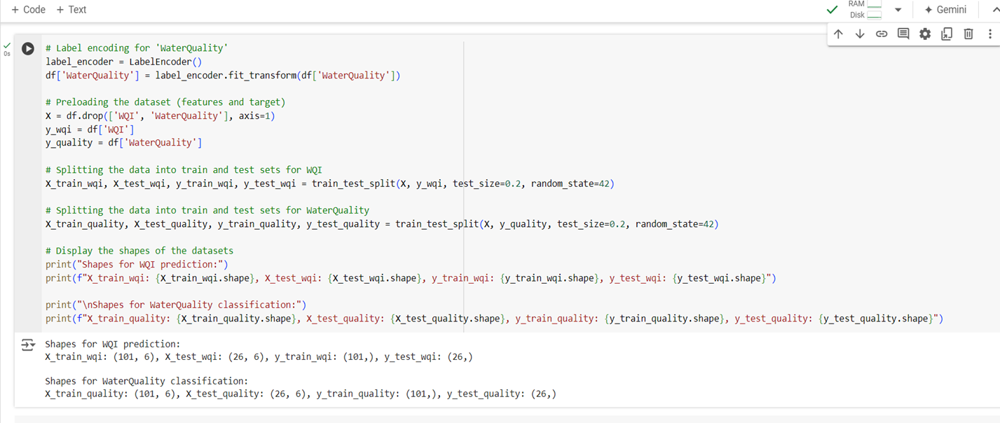 + Code + Text
RAM
Disk
Gemini
0s
# Label encoding for 'WaterQuality'
label_encoder = LabelEncoder()
df['WaterQuality'] = label_encoder.fit_transform(df['WaterQuality'])
# Preloading the dataset (features and target)
X = df.drop(['WQI', 'WaterQuality'], axis=1)
y_wqi = df['WQI']
y_quality = df['WaterQuality']
# Splitting the data into train and test sets for WQI
X_train_wqi, X_test_wqi, y_train_wqi, y_test_wqi = train_test_split(X, y_wqi, test_size=0.2, random_state=42)
# Splitting the data into train and test sets for WaterQuality
X_train_quality, X_test_quality, y_train_quality, y_test_quality = train_test_split(X, y_quality, test_size=0.2, random_state=42)
# Display the shapes of the datasets
print("Shapes for WQI prediction:")
print(f"X_train_wqi: {X_train_wqi.shape}, X_test_wqi: {X_test_wqi.shape}, y_train_wqi: {y_train_wqi.shape}, y_test_wqi: {y_test_wqi.shape}")
print("\nShapes for WaterQuality classification:")
print(f"X_train_quality: {X_train_quality.shape}, X_test_quality: {X_test_quality.shape}, y_train_quality: {y_train_quality.shape}, y_test_quality: {y_test_quality.shape}")
Shapes for WQI prediction:
X_train_wqi: (101, 6), X_test_wqi: (26, 6), y_train_wqi: (101,), y_test_wqi: (26,)
Shapes for WaterQuality classification:
X_train_quality: (101, 6), X_test_quality: (26, 6), y_train_quality: (101,), y_test_quality: (26,)